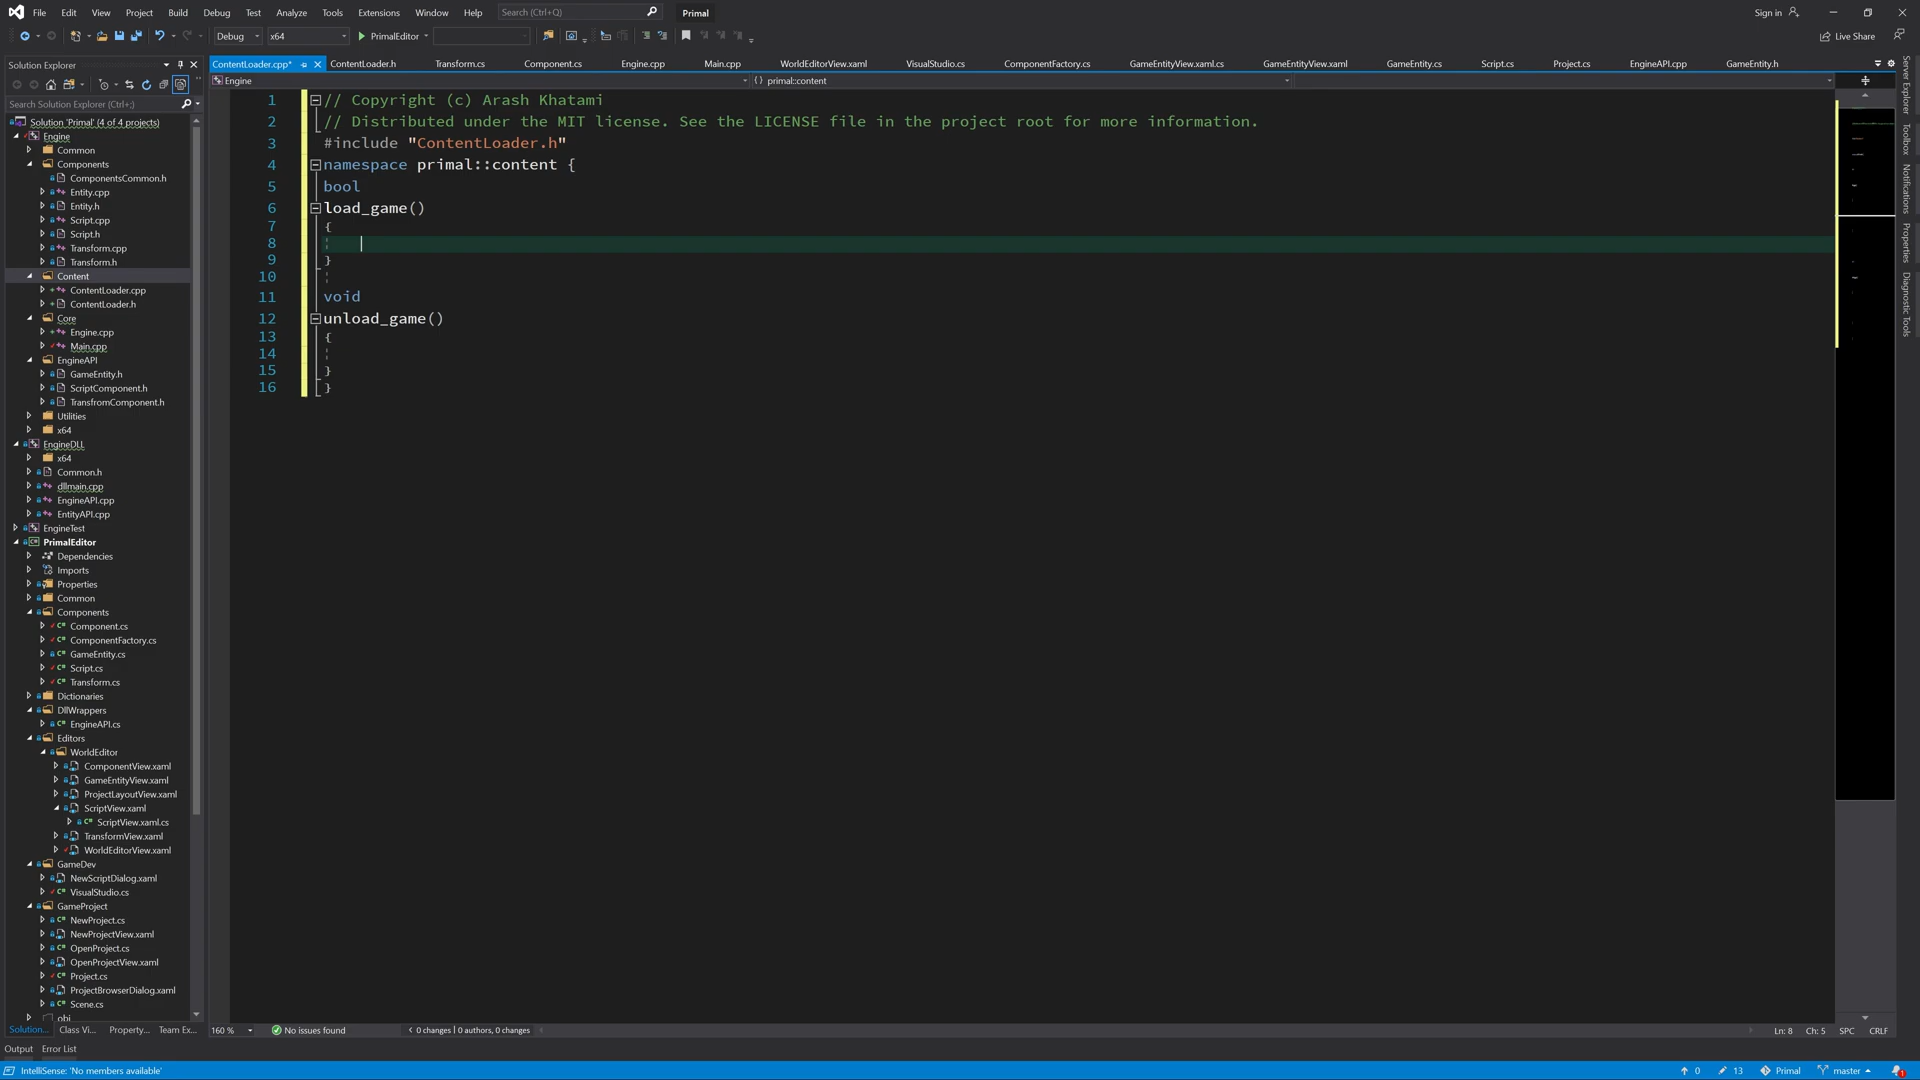 File Edit View Project Build Debug Test Analyze Tools Extensions Window Help Search (Ctrl+Q) Primal Sign in
Debug x64 PrimalEditor Live Share
Solution Explorer
Search Solution Explorer (Ctrl+;)
Solution 'Primal' (4 of 4 projects)
Engine
Common
Components
ComponentsCommon.h
Entity.cpp
Entity.h
Script.cpp
Script.h
Transform.cpp
Transform.h
Content
ContentLoader.cpp
ContentLoader.h
Core
Engine.cpp
Main.cpp
EngineAPI
GameEntity.h
ScriptComponent.h
TransfromComponent.h
Utilities
x64
EngineDLL
x64
Common.h
dllmain.cpp
EngineAPI.cpp
EntityAPI.cpp
EngineTest
PrimalEditor
Dependencies
Imports
Properties
Common
Components
Component.cs
ComponentFactory.cs
GameEntity.cs
Script.cs
Transform.cs
Dictionaries
DllWrappers
EngineAPI.cs
Editors
WorldEditor
ComponentView.xaml
GameEntityView.xaml
ProjectLayoutView.xaml
ScriptView.xaml
ScriptView.xaml.cs
TransformView.xaml
WorldEditorView.xaml
GameDev
NewScriptDialog.xaml
VisualStudio.cs
GameProject
NewProject.cs
NewProjectView.xaml
OpenProject.cs
OpenProjectView.xaml
Project.cs
ProjectBrowserDialog.xaml
Scene.cs
obj
Solution... Class Vi... Property... Team Ex...
ContentLoader.cpp* ContentLoader.h Transform.cs Component.cs Engine.cpp Main.cpp WorldEditorView.xaml VisualStudio.cs ComponentFactory.cs GameEntityView.xaml.cs GameEntityView.xaml GameEntity.cs Script.cs Project.cs EngineAPI.cpp GameEntity.h
Engine {} primal::content
1 // Copyright (c) Arash Khatami
2 // Distributed under the MIT license. See the LICENSE file in the project root for more information.
3 #include "ContentLoader.h"
4 namespace primal::content {
5 bool
6 load_game()
7 {
8
9 }
10
11 void
12 unload_game()
13 {
14
15 }
16 }
Server Explorer
Toolbox
Notifications
Properties
Diagnostic Tools
160 % No issues found < 0 changes | 0 authors, 0 changes Ln: 8 Ch: 5 SPC CRLF
Output Error List
IntelliSense: 'No members available' 0 13 Primal master 1